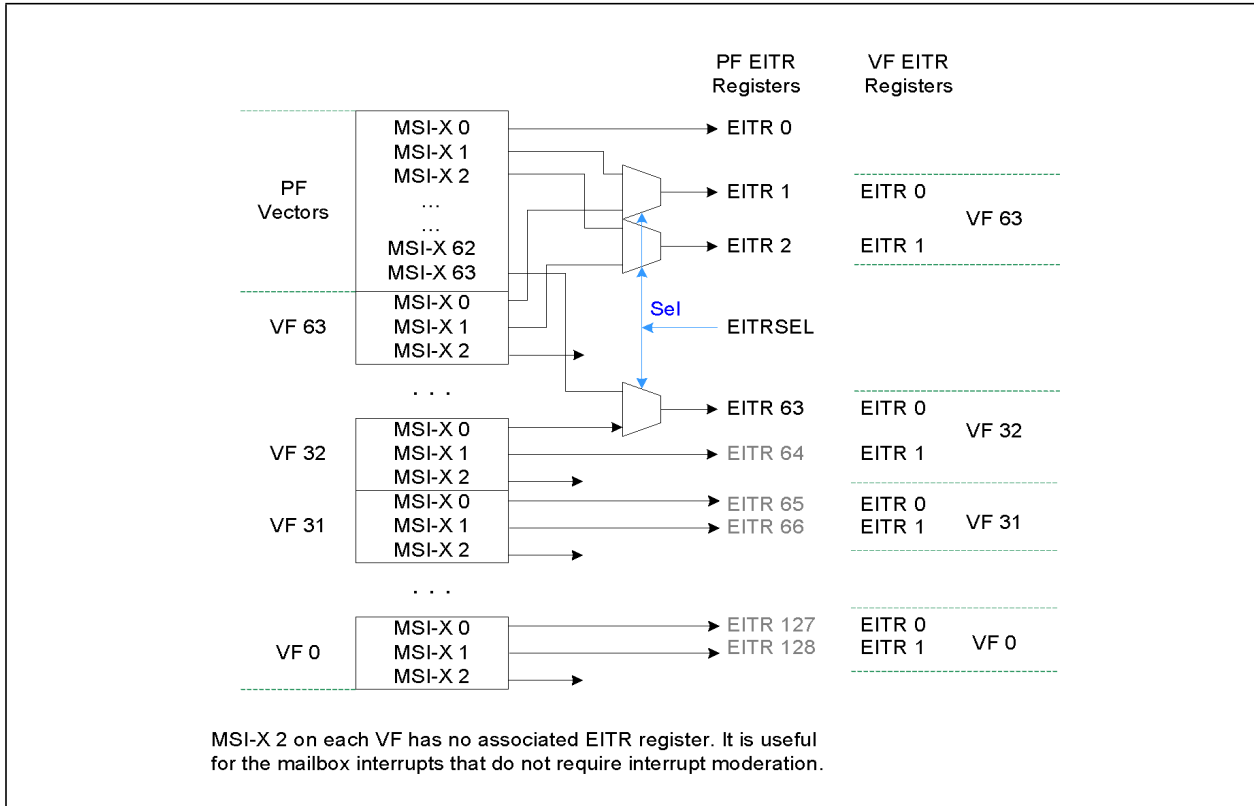 PF EITR
Registers
VF EITR
Registers
PF
Vectors
MSI-X 0
MSI-X 1
MSI-X 2
...
...
MSI-X 62
MSI-X 63
EITR 0
EITR 1
EITR 2
EITR 0
EITR 1
VF 63
VF 63
MSI-X 0
MSI-X 1
MSI-X 2
Sel
EITRSEL
. . .
VF 32
MSI-X 0
MSI-X 1
MSI-X 2
EITR 63
EITR 64
EITR 0
EITR 1
VF 32
VF 31
MSI-X 0
MSI-X 1
MSI-X 2
EITR 65
EITR 66
EITR 0
EITR 1
VF 31
. . .
VF 0
MSI-X 0
MSI-X 1
MSI-X 2
EITR 127
EITR 128
EITR 0
EITR 1
VF 0
MSI-X 2 on each VF has no associated EITR register. It is useful
for the mailbox interrupts that do not require interrupt moderation.